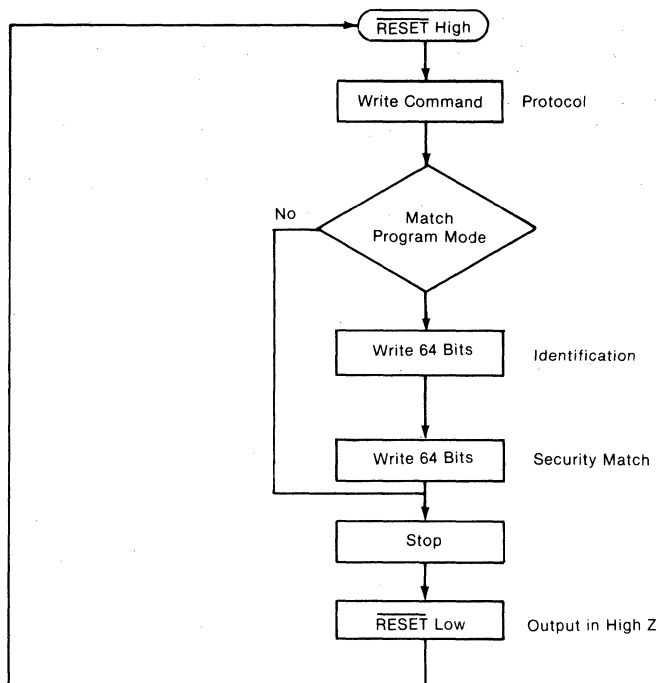 RESET High
Write Command
Protocol
Match
Program Mode
No
Write 64 Bits
Identification
Write 64 Bits
Security Match
Stop
RESET Low
Output in High Z